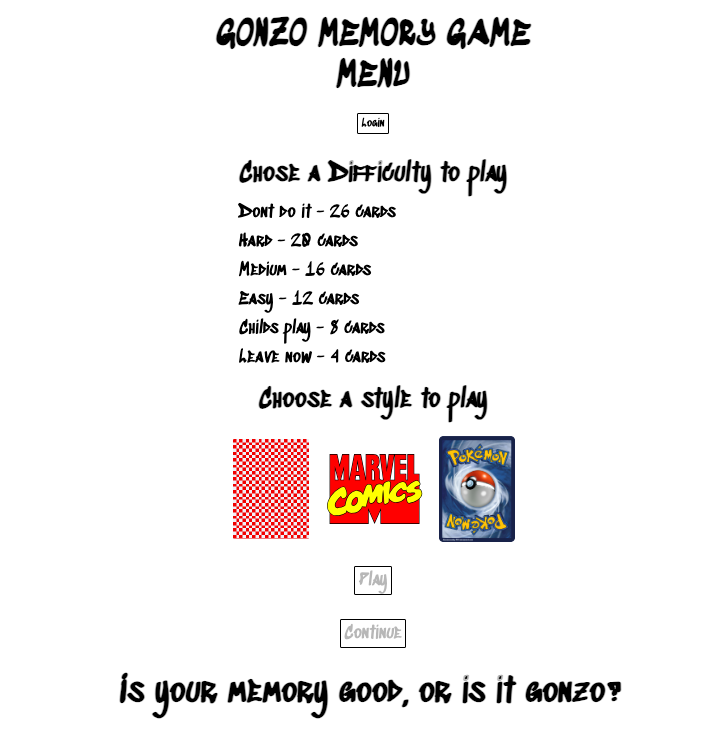 GONZO MEMORY GAME
MENU
Login
Chose a Difficulty to play
Dont do it - 26 cards
Hard - 20 cards
Medium - 16 cards
Easy - 12 cards
Childs play - 8 cards
Leave now - 4 cards
Choose a style to play
MARVEL
COMICS
M
Pokémon
Pokémon
Play
Continue
Is your memory good, or is it gonzo?